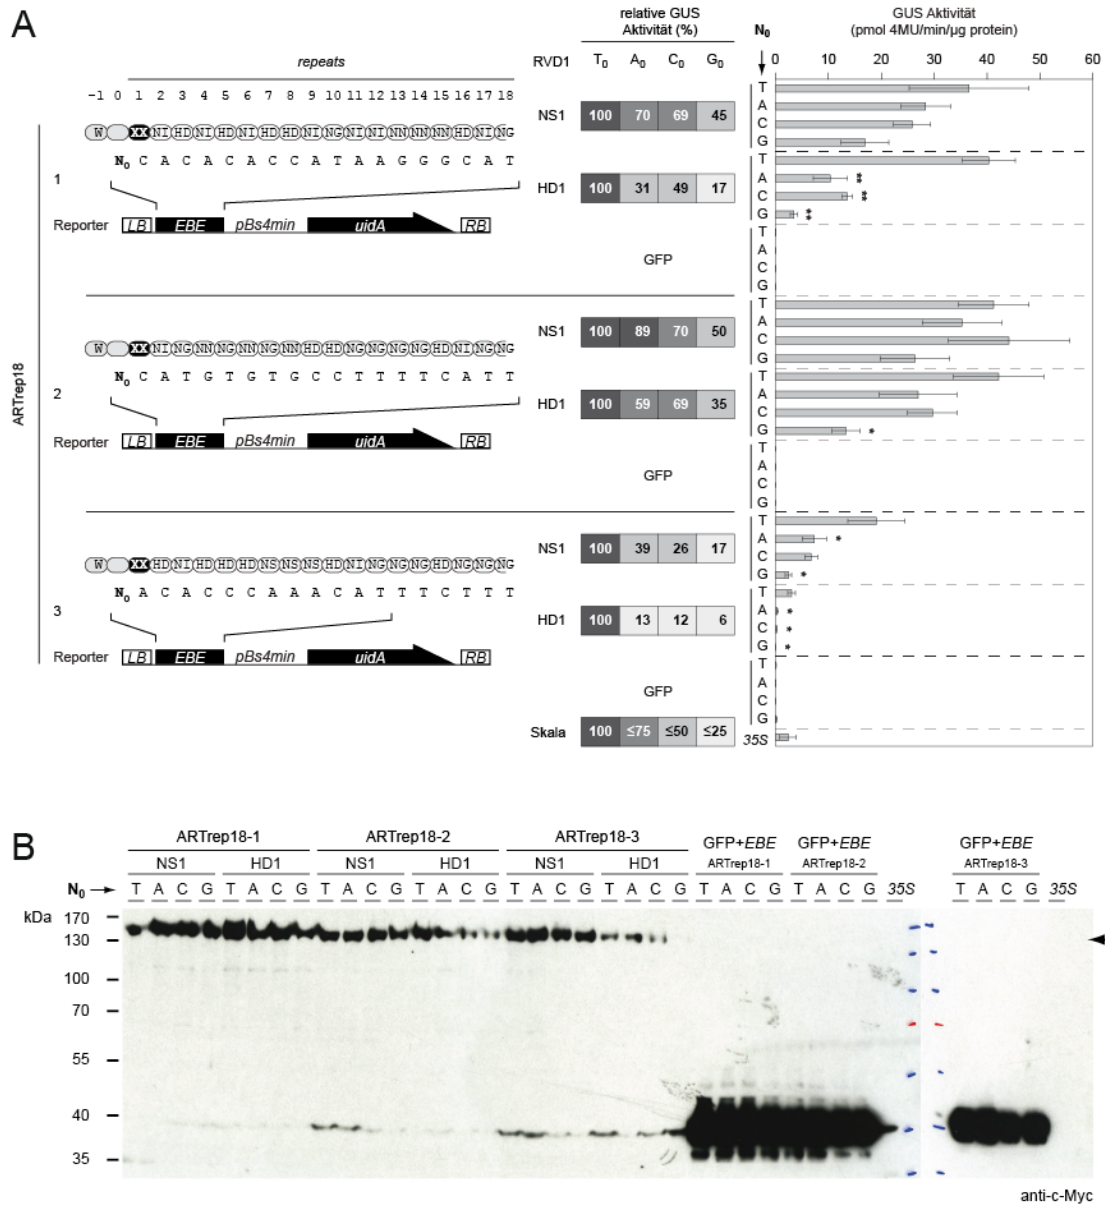 A
relative GUS
Aktivität (%)
N₀
GUS Aktivität
(pmol 4MU/min/µg protein)
repeats
RVD1 T₀ A₀ C₀ G₀
0 10 20 30 40 50 60
−1 0 1 2 3 4 5 6 7 8 9 10 11 12 13 14 15 16 17 18
ARTrep18
W XX NI HD NI HD NI HD HD NI NG NI NI NN NN NN HD NI NG
N₀ C A C A C A C C A T A A G G G C A T
1
Reporter LB EBE pBs4min uidA RB
NS1 100 70 69 45
T
A
C
G
HD1 100 31 49 17
T
A **
C **
G **
GFP
T
A
C
G
W XX NI NG NN NG NN NG NN HD HD NG NG NG NG HD NI NG NG
N₀ C A T G T G T G C C T T T T C A T T
2
Reporter LB EBE pBs4min uidA RB
NS1 100 89 70 50
T
A
C
G
HD1 100 59 69 35
T
A
C
G *
GFP
T
A
C
G
W XX HD NI HD HD HD NS NS NS HD NI NG NG NG HD NG NG NG
N₀ A C A C C C A A A C A T T T C T T T
3
Reporter LB EBE pBs4min uidA RB
NS1 100 39 26 17
T
A *
C
G *
HD1 100 13 12 6
T
A *
C *
G *
GFP
T
A
C
G
Skala 100 ≤75 ≤50 ≤25
35S
B
ARTrep18-1 ARTrep18-2 ARTrep18-3 GFP+EBE GFP+EBE GFP+EBE
NS1 HD1 NS1 HD1 NS1 HD1 ARTrep18-1 ARTrep18-2 ARTrep18-3
N₀ T A C G T A C G T A C G T A C G T A C G T A C G T A C G T A C G 35S T A C G 35S
kDa
170
130
100
70
55
40
35
anti-c-Myc